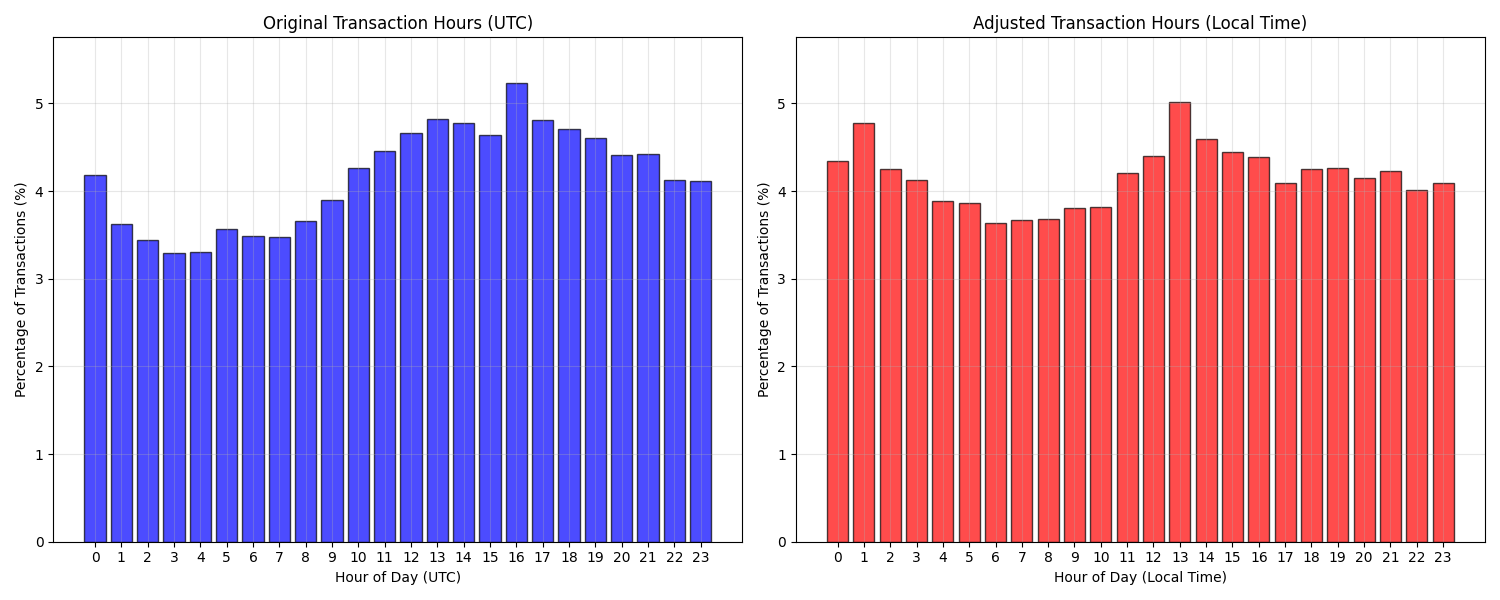 Original Transaction Hours (UTC)
Percentage of Transactions (%)
5
4
3
2
1
0
0 1 2 3 4 5 6 7 8 9 10 11 12 13 14 15 16 17 18 19 20 21 22 23
Hour of Day (UTC)
Adjusted Transaction Hours (Local Time)
Percentage of Transactions (%)
5
4
3
2
1
0
0 1 2 3 4 5 6 7 8 9 10 11 12 13 14 15 16 17 18 19 20 21 22 23
Hour of Day (Local Time)